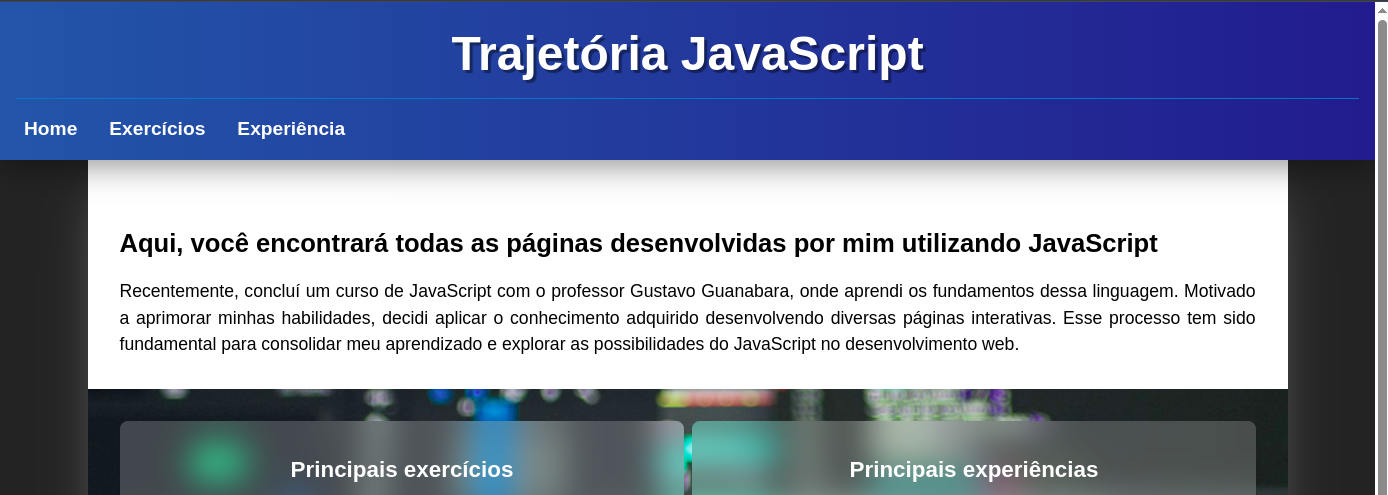 Trajetória JavaScript
Home Exercícios Experiência
Aqui, você encontrará todas as páginas desenvolvidas por mim utilizando JavaScript
Recentemente, concluí um curso de JavaScript com o professor Gustavo Guanabara, onde aprendi os fundamentos dessa linguagem. Motivado
a aprimorar minhas habilidades, decidi aplicar o conhecimento adquirido desenvolvendo diversas páginas interativas. Esse processo tem sido
fundamental para consolidar meu aprendizado e explorar as possibilidades do JavaScript no desenvolvimento web.
Principais exercícios Principais experiências